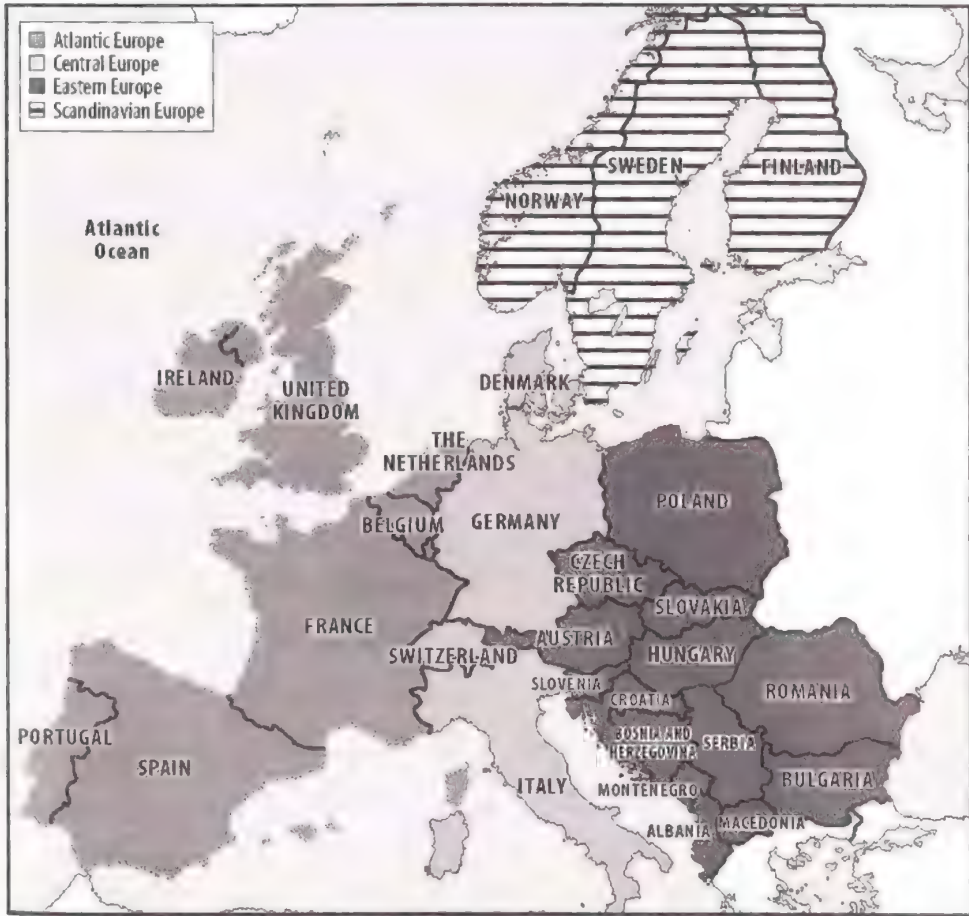 Atlantic Europe
Central Europe
Eastern Europe
Scandinavian Europe
SWEDEN
FINLAND
NORWAY
Atlantic
Ocean
IRELAND
UNITED
KINGDOM
DENMARK
THE
NETHERLANDS
POLAND
BELGIUM
GERMANY
CZECH
REPUBLIC
SLOVAKIA
FRANCE
AUSTRIA
SWITZERLAND
HUNGARY
SLOVENIA
ROMANIA
CROATIA
PORTUGAL
BOSNIA AND
HERZEGOVINA
SERBIA
SPAIN
BULGARIA
ITALY
MONTENEGRO
ALBANIA
MACEDONIA